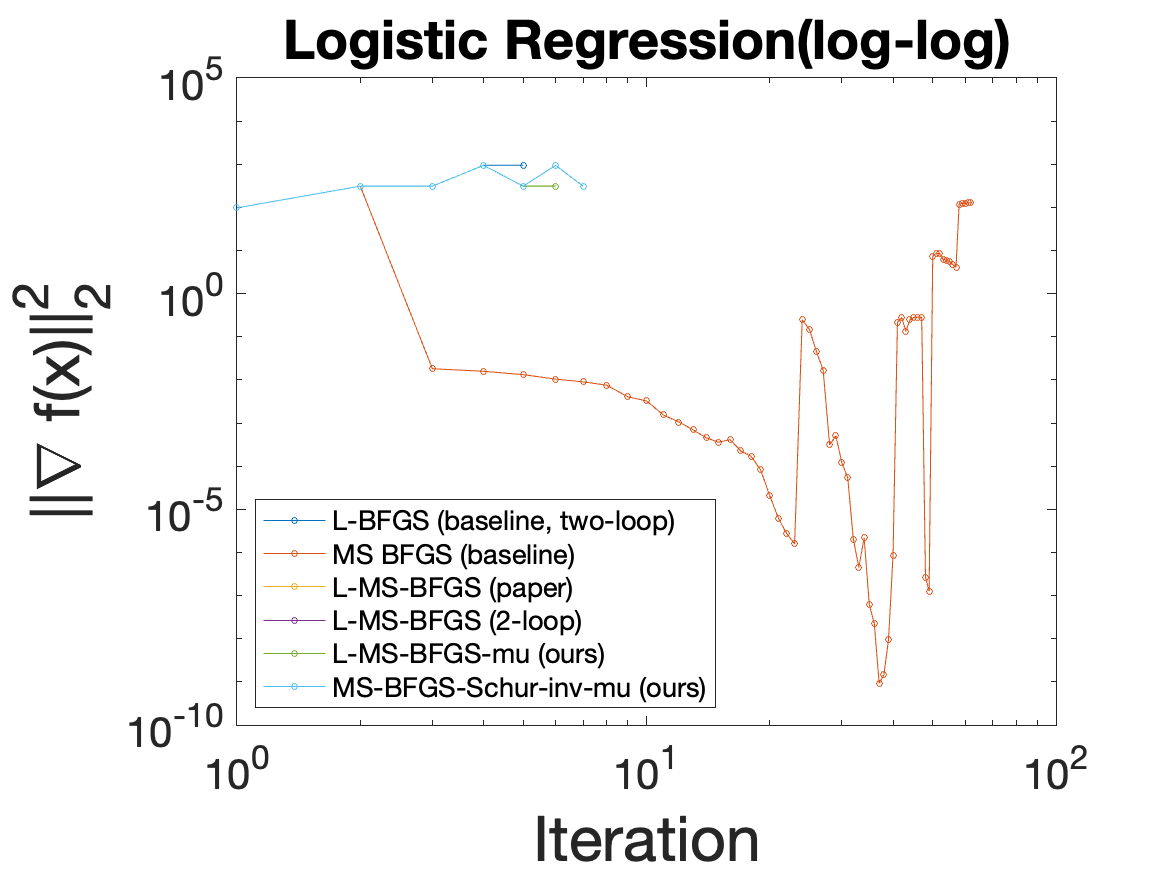 Logistic Regression(log-log)
10^5
10^0
10^-5
10^-10
||∇ f(x)||_2^2
L-BFGS (baseline, two-loop)
MS BFGS (baseline)
L-MS-BFGS (paper)
L-MS-BFGS (2-loop)
L-MS-BFGS-mu (ours)
MS-BFGS-Schur-inv-mu (ours)
10^0 10^1 10^2
Iteration